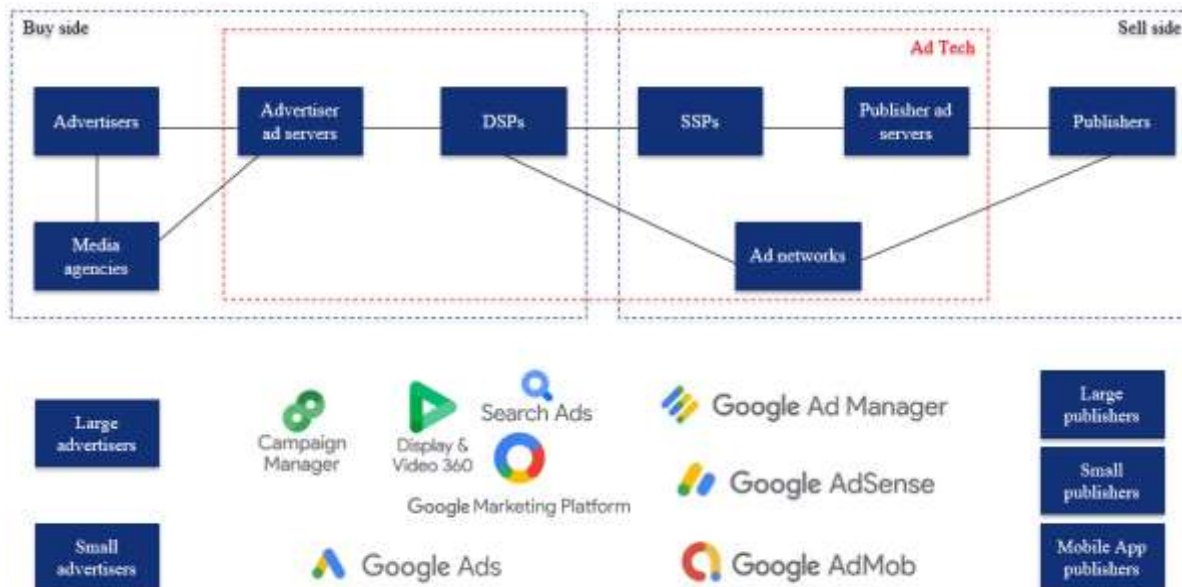 Buy side
Sell side
Ad Tech
Advertisers
Advertiser
ad servers
DSPs
SSPs
Publisher ad
servers
Publishers
Media
agencies
Ad networks
Large
advertisers
Campaign
Manager
Display &
Video 360
Search Ads
Google Marketing Platform
Google Ad Manager
Large
publishers
Google AdSense
Small
publishers
Small
advertisers
Google Ads
Google AdMob
Mobile App
publishers